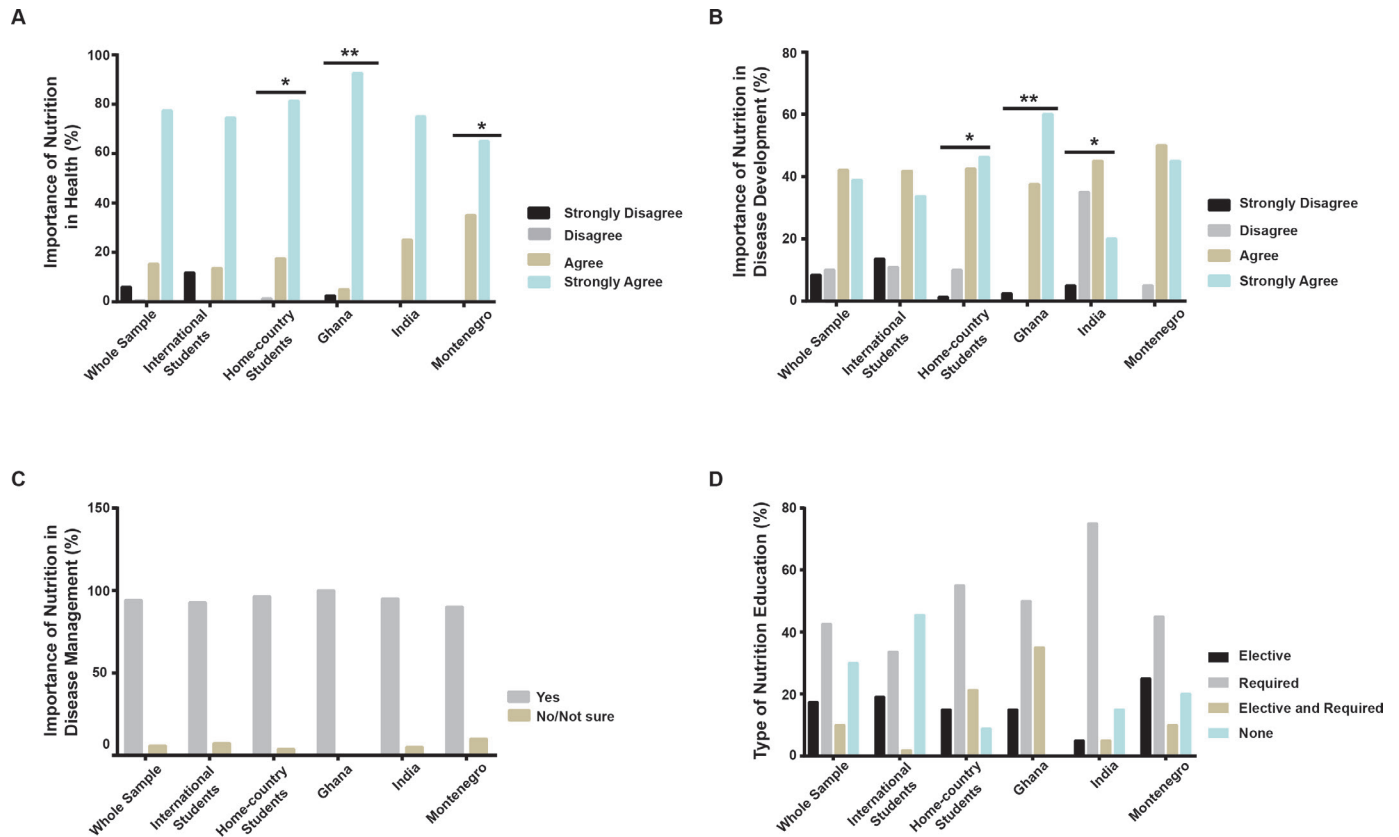 A
Importance of Nutrition
in Health (%)
100
80
60
40
20
0
*
**
*
Strongly Disagree
Disagree
Agree
Strongly Agree
Whole Sample
International
Students
Home-country
Students
Ghana
India
Montenegro
B
Importance of Nutrition in
Disease Development (%)
80
60
40
20
0
*
**
*
Strongly Disagree
Disagree
Agree
Strongly Agree
Whole Sample
International
Students
Home-country
Students
Ghana
India
Montenegro
C
Importance of Nutrition in
Disease Management (%)
150
100
50
0
Yes
No/Not sure
Whole Sample
International
Students
Home-country
Students
Ghana
India
Montenegro
D
Type of Nutrition Education (%)
80
60
40
20
0
Elective
Required
Elective and Required
None
Whole Sample
International
Students
Home-country
Students
Ghana
India
Montenegro